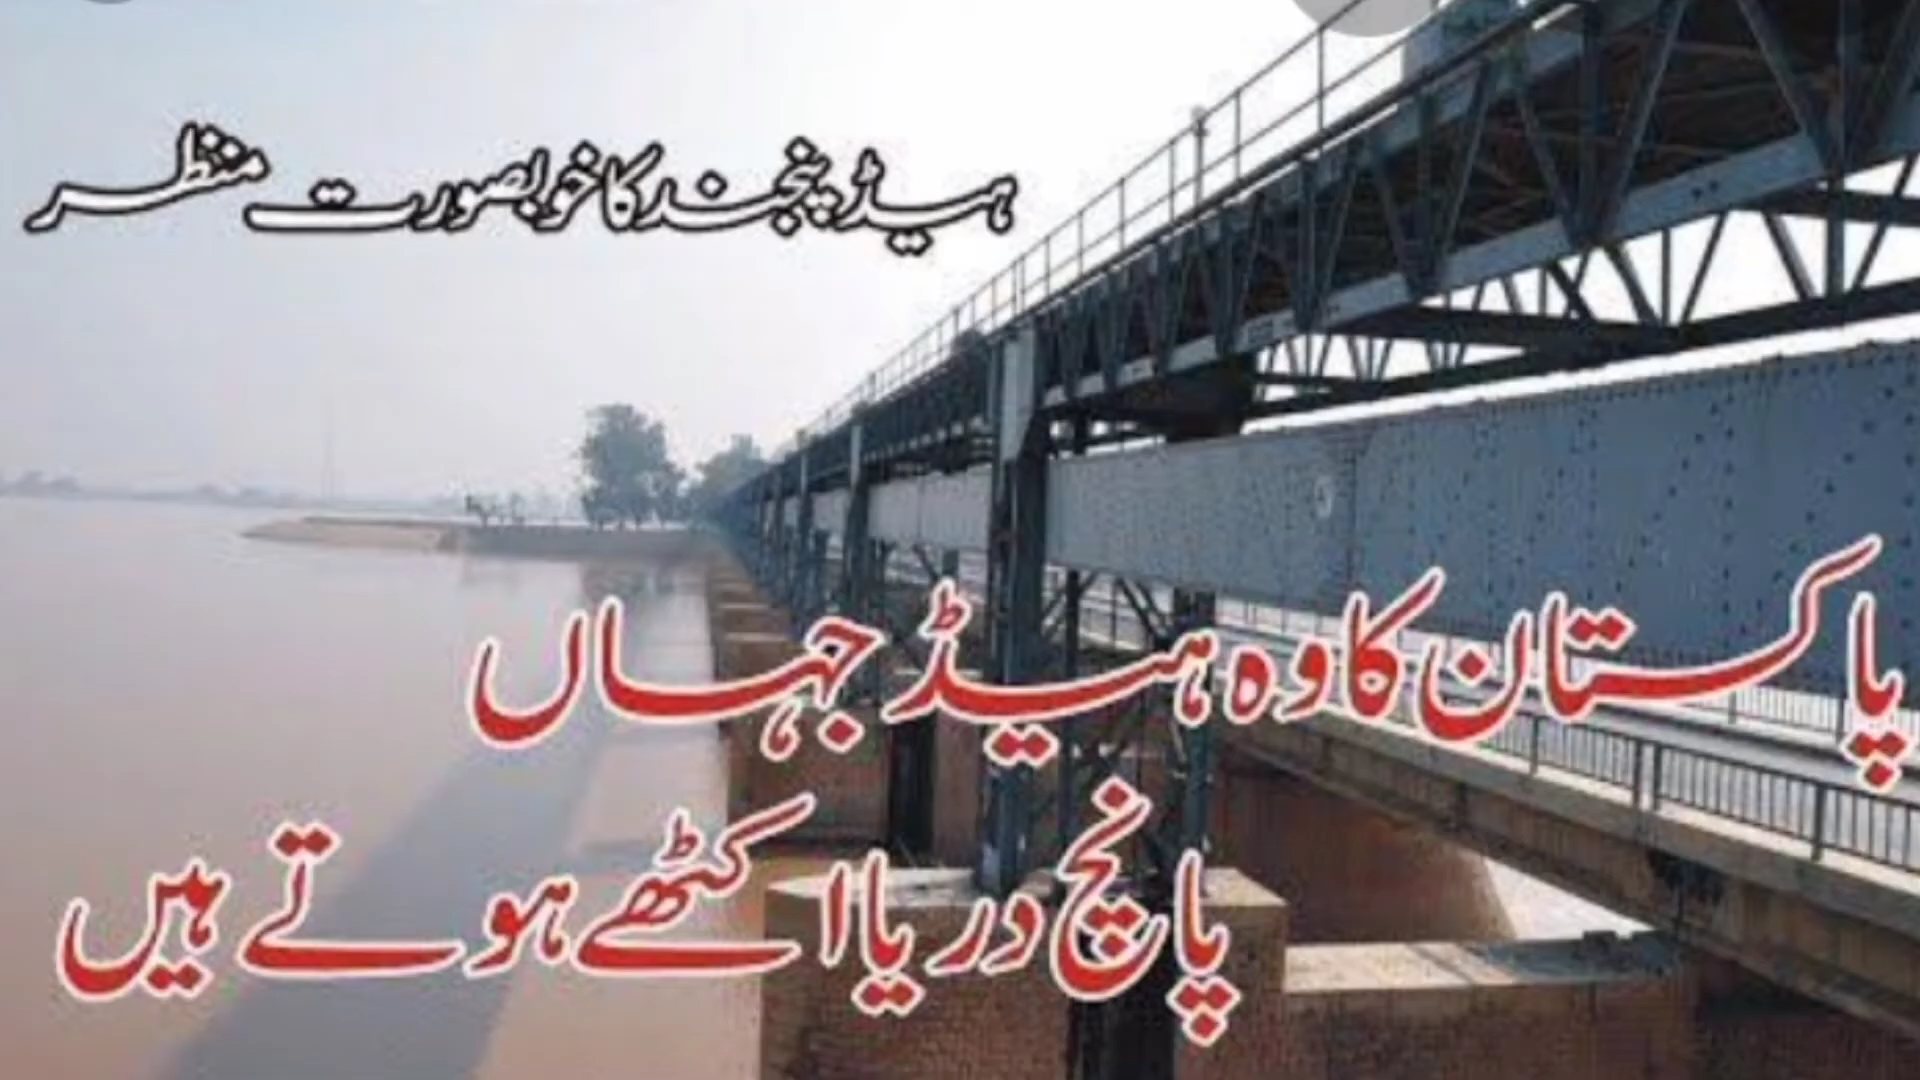 ہیڈ پنجند کا خوبصورت منظر
پاکستان کا وہ ہیڈ جہاں
پانچ دریا اکٹھے ہوتے ہیں